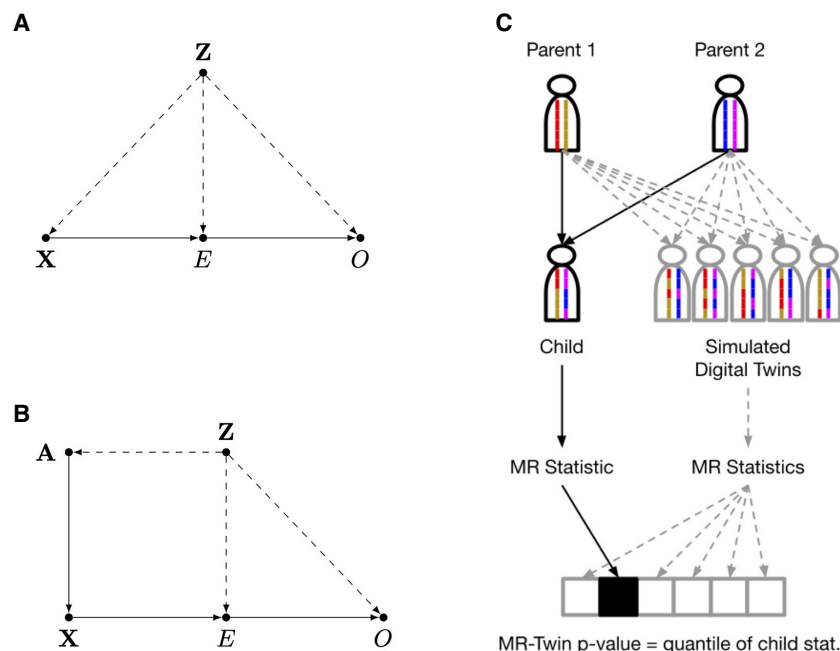 A
Z
X
E
O
B
A
Z
X
E
O
C
Parent 1
Parent 2
Child
Simulated
Digital Twins
MR Statistic
MR Statistics
MR-Twin p-value = quantile of child stat.